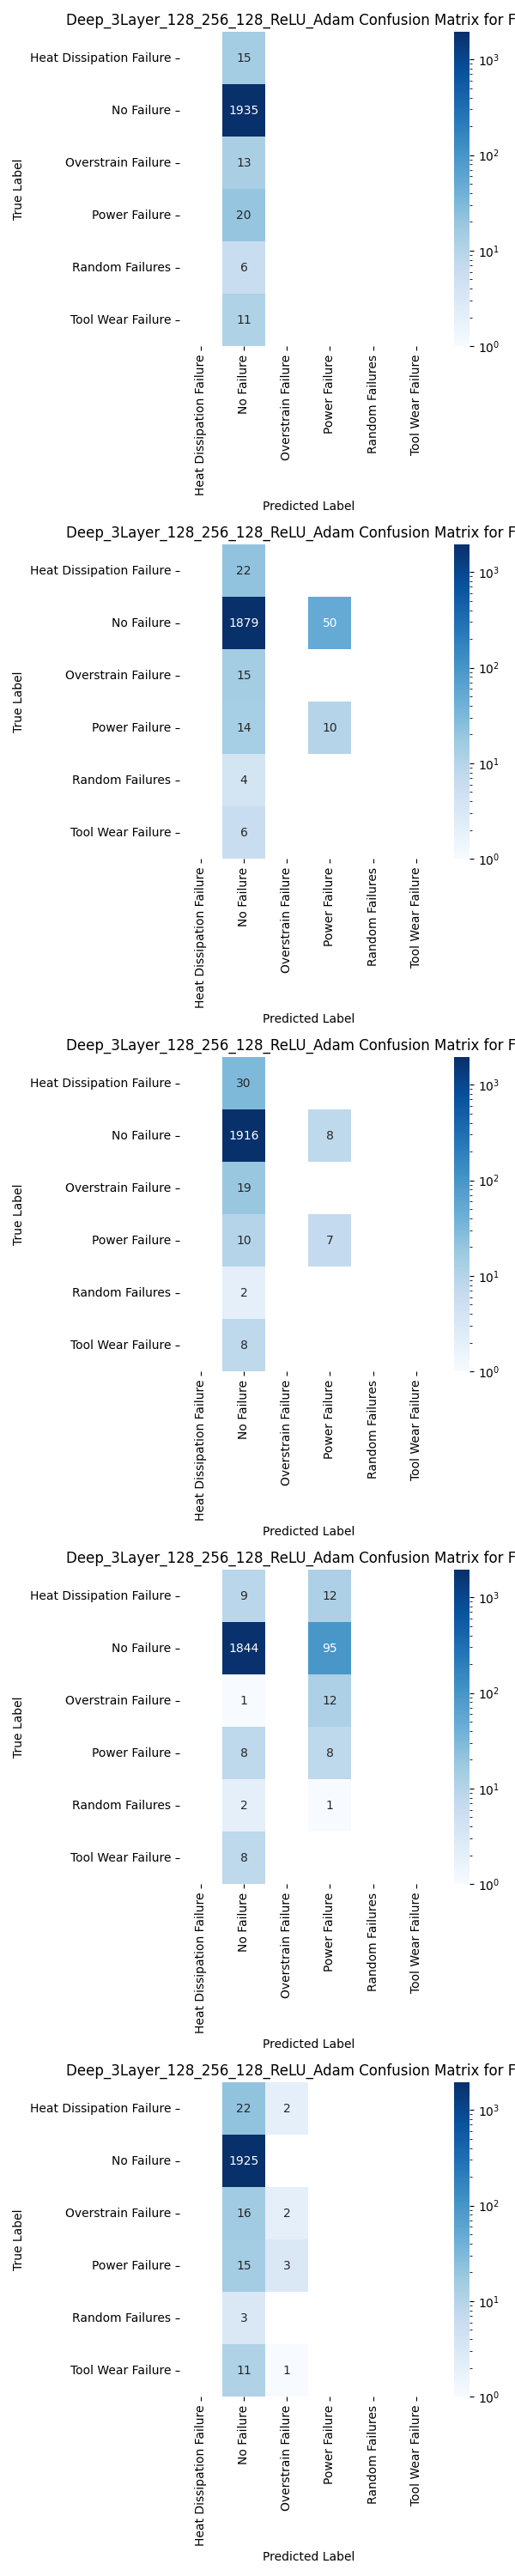 Deep_3Layer_128_256_128_ReLU_Adam Confusion Matrix for F
Heat Dissipation Failure
15
No Failure
1935
Overstrain Failure
13
Power Failure
20
Random Failures
6
Tool Wear Failure
11
True Label
10³
10²
10¹
10⁰
Heat Dissipation Failure
No Failure
Overstrain Failure
Power Failure
Random Failures
Tool Wear Failure
Predicted Label
Deep_3Layer_128_256_128_ReLU_Adam Confusion Matrix for F
Heat Dissipation Failure
22
No Failure
1879 50
Overstrain Failure
15
Power Failure
14 10
Random Failures
4
Tool Wear Failure
6
True Label
10³
10²
10¹
10⁰
Heat Dissipation Failure
No Failure
Overstrain Failure
Power Failure
Random Failures
Tool Wear Failure
Predicted Label
Deep_3Layer_128_256_128_ReLU_Adam Confusion Matrix for F
Heat Dissipation Failure
30
No Failure
1916 8
Overstrain Failure
19
Power Failure
10 7
Random Failures
2
Tool Wear Failure
8
True Label
10³
10²
10¹
10⁰
Heat Dissipation Failure
No Failure
Overstrain Failure
Power Failure
Random Failures
Tool Wear Failure
Predicted Label
Deep_3Layer_128_256_128_ReLU_Adam Confusion Matrix for F
Heat Dissipation Failure
9 12
No Failure
1844 95
Overstrain Failure
1 12
Power Failure
8 8
Random Failures
2 1
Tool Wear Failure
8
True Label
10³
10²
10¹
10⁰
Heat Dissipation Failure
No Failure
Overstrain Failure
Power Failure
Random Failures
Tool Wear Failure
Predicted Label
Deep_3Layer_128_256_128_ReLU_Adam Confusion Matrix for F
Heat Dissipation Failure
22 2
No Failure
1925
Overstrain Failure
16 2
Power Failure
15 3
Random Failures
3
Tool Wear Failure
11 1
True Label
10³
10²
10¹
10⁰
Heat Dissipation Failure
No Failure
Overstrain Failure
Power Failure
Random Failures
Tool Wear Failure
Predicted Label